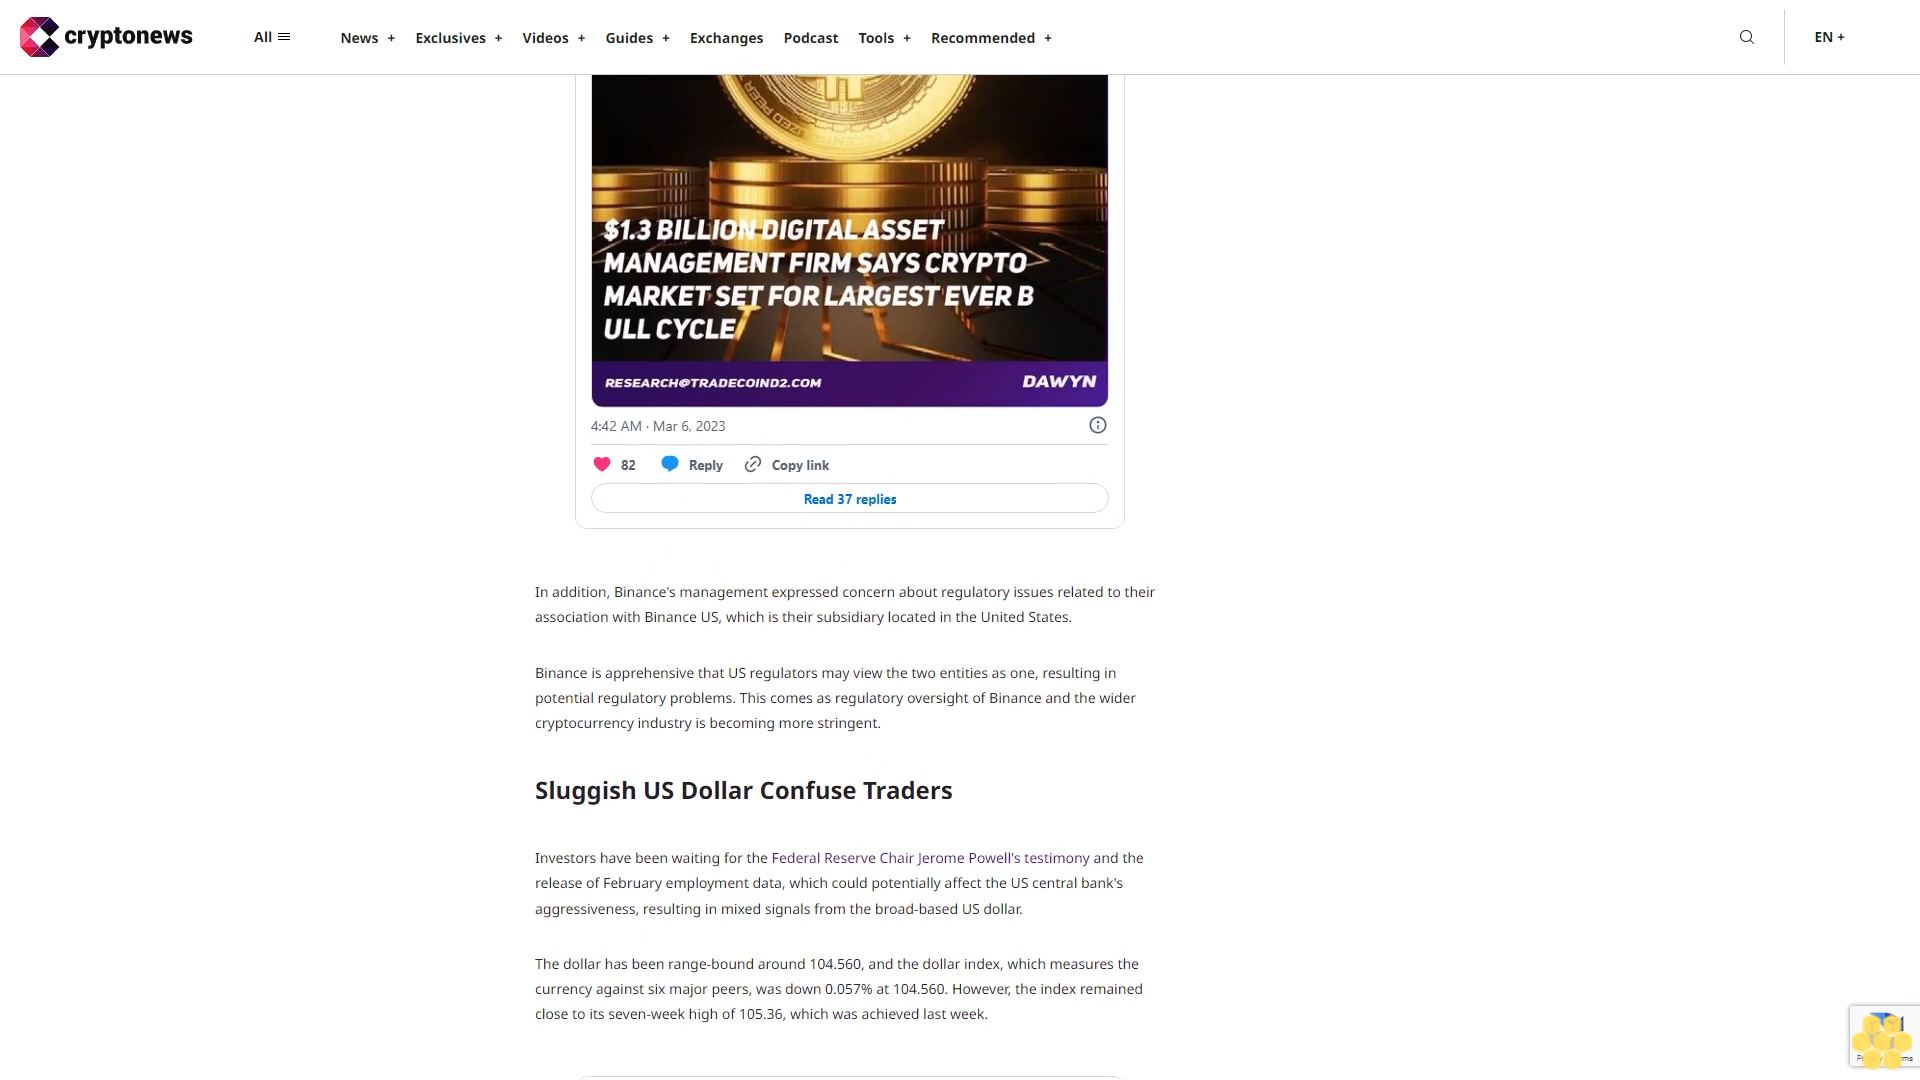 cryptonews
All
News +
Exclusives +
Videos +
Guides +
Exchanges
Podcast
Tools +
Recommended +
EN +
$1.3 BILLION DIGITAL ASSET
MANAGEMENT FIRM SAYS CRYPTO
MARKET SET FOR LARGEST EVER B
ULL CYCLE
RESEARCH@TRADECOIND2.COM
DAWYN
4:42 AM · Mar 6, 2023
82 Reply Copy link
Read 37 replies
In addition, Binance's management expressed concern about regulatory issues related to their
association with Binance US, which is their subsidiary located in the United States.
Binance is apprehensive that US regulators may view the two entities as one, resulting in
potential regulatory problems. This comes as regulatory oversight of Binance and the wider
cryptocurrency industry is becoming more stringent.
Sluggish US Dollar Confuse Traders
Investors have been waiting for the Federal Reserve Chair Jerome Powell's testimony and the
release of February employment data, which could potentially affect the US central bank's
aggressiveness, resulting in mixed signals from the broad-based US dollar.
The dollar has been range-bound around 104.560, and the dollar index, which measures the
currency against six major peers, was down 0.057% at 104.560. However, the index remained
close to its seven-week high of 105.36, which was achieved last week.